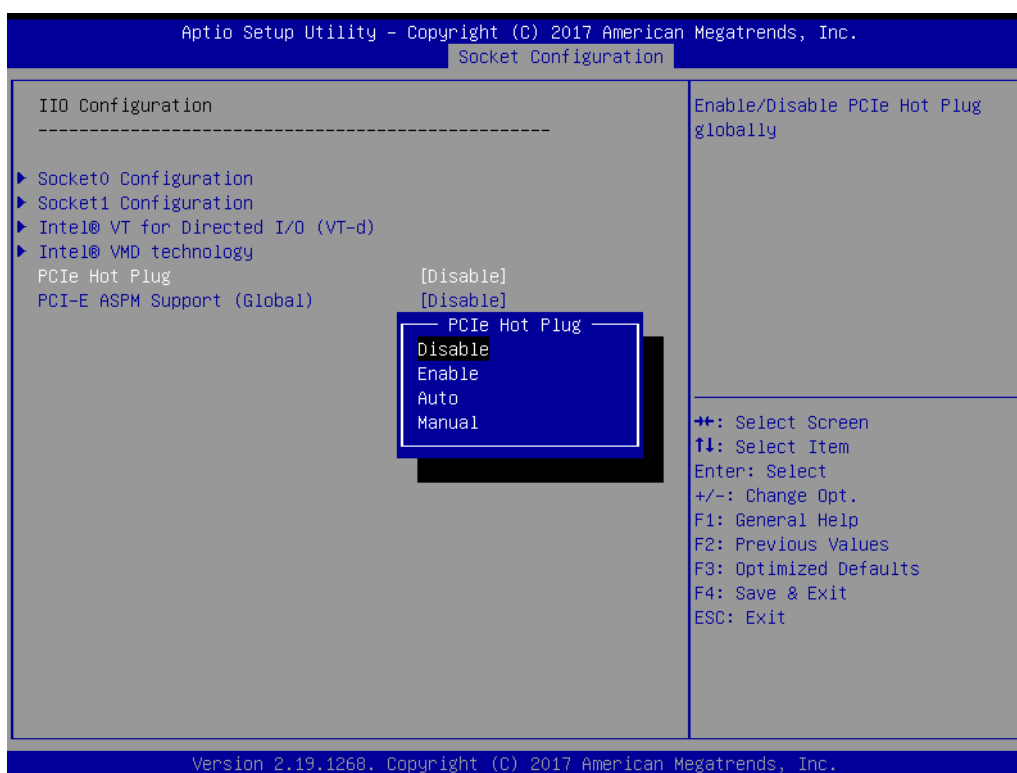 Aptio Setup Utility – Copyright (C) 2017 American Megatrends, Inc.
Socket Configuration
IIO Configuration
--------------------------------------------------
Socket0 Configuration
Socket1 Configuration
Intel® VT for Directed I/O (VT-d)
Intel® VMD technology
PCIe Hot Plug [Disable]
PCI-E ASPM Support (Global) [Disable]
PCIe Hot Plug
Disable
Enable
Auto
Manual
Enable/Disable PCIe Hot Plug
globally
→←: Select Screen
↑↓: Select Item
Enter: Select
+/-: Change Opt.
F1: General Help
F2: Previous Values
F3: Optimized Defaults
F4: Save & Exit
ESC: Exit
Version 2.19.1268. Copyright (C) 2017 American Megatrends, Inc.